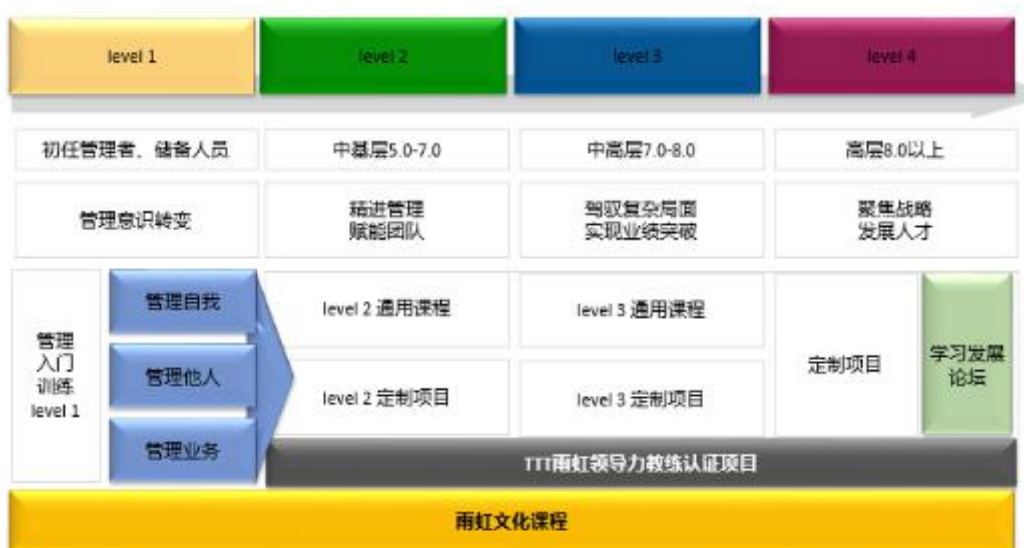 level 1
level 2
level 3
level 4
初任管理者、储备人员
中基层5.0-7.0
中高层7.0-8.0
高层8.0以上
管理意识转变
精进管理
赋能团队
驾驭复杂局面
实现业绩突破
聚焦战略
发展人才
管理
入门
训练
level 1
管理自我
管理他人
管理业务
level 2 通用课程
level 2 定制项目
level 3 通用课程
level 3 定制项目
定制项目
学习发展
论坛
TTT雨虹领导力教练认证项目
雨虹文化课程